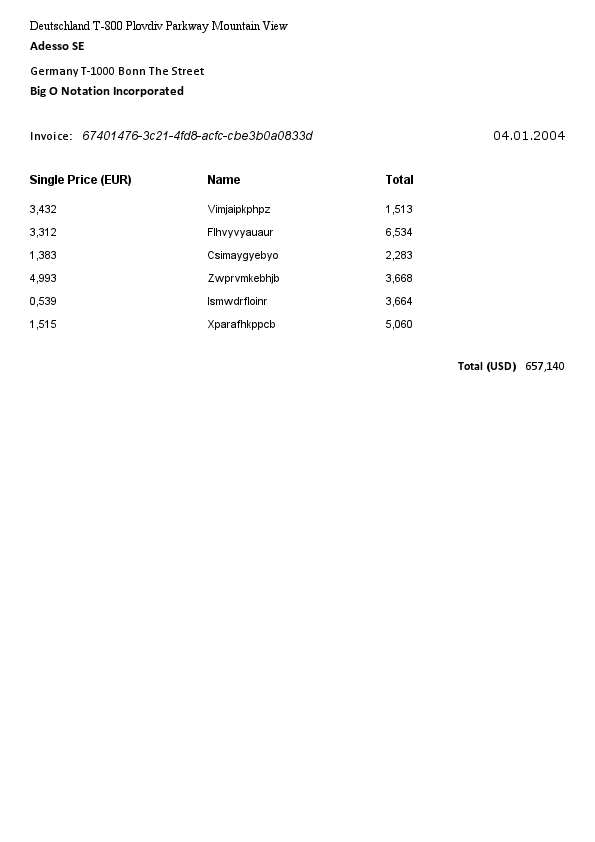 Deutschland T-800 Plovdiv Parkway Mountain View
Adesso SE
Germany T-1000 Bonn The Street
Big O Notation Incorporated
Invoice: 67401476-3c21-4fd8-acfc-cbe3b0a0833d 04.01.2004
Single Price (EUR) Name Total
3,432 Vimjaipkphpz 1,513
3,312 Flhvyvyauaur 6,534
1,383 Csimaygyebyo 2,283
4,993 Zwprvmkebhjb 3,668
0,539 Ismwdrfloinr 3,664
1,515 Xparafhkppcb 5,060
Total (USD) 657,140